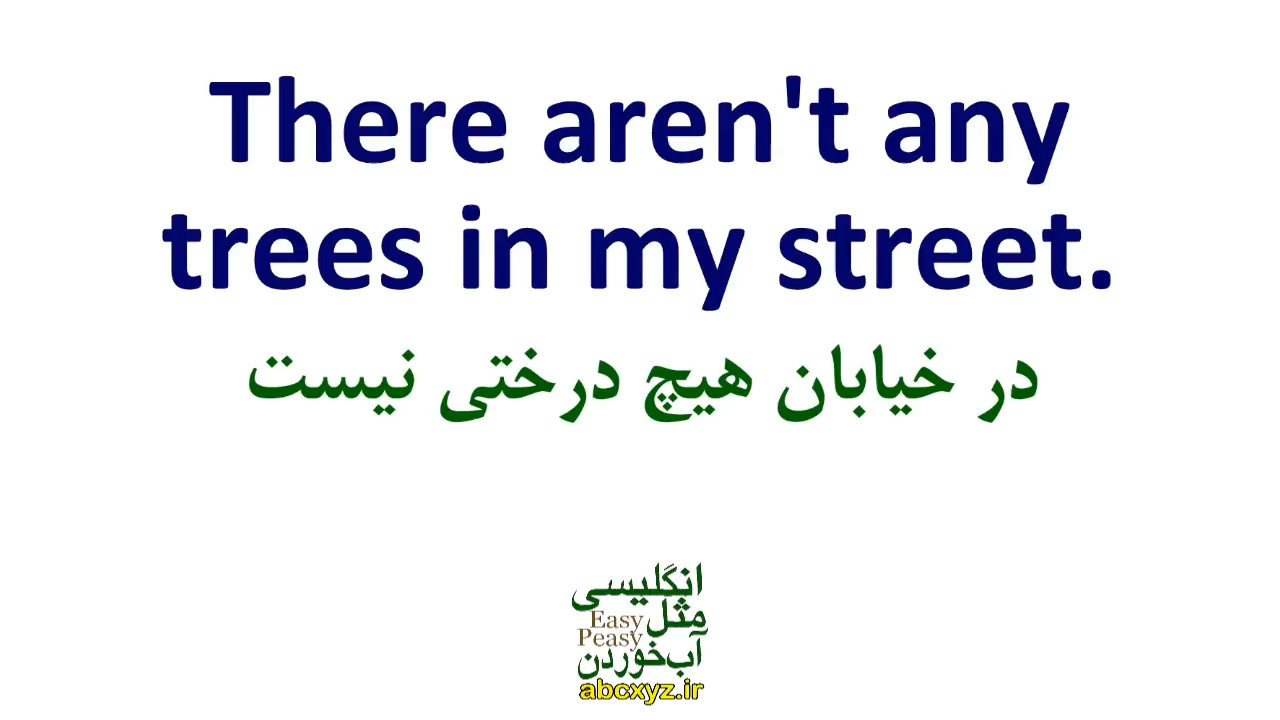 There aren't any
trees in my street.
در خیابان هیچ درختی نیست
انگلیسی
مثل
Easy
Peasy
آب‌خوردن
abcxyz.ir